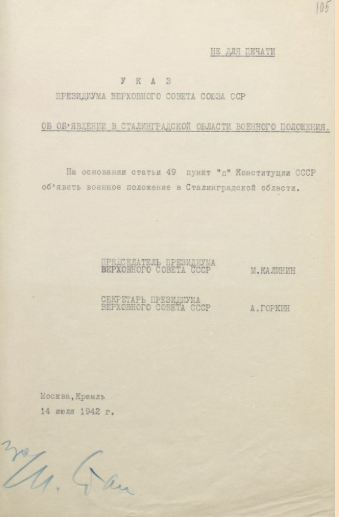 105
НЕ ДЛЯ ПЕЧАТИ
У К А З
ПРЕЗИДИУМА ВЕРХОВНОГО СОВЕТА СОЮЗА ССР
ОБ ОБ'ЯВЛЕНИИ В СТАЛИНГРАДСКОЙ ОБЛАСТИ ВОЕННОГО ПОЛОЖЕНИЯ.
На основании статьи 49 пункт "п" Конституции СССР
об'явить военное положение в Сталинградской области.
ПРЕДСЕДАТЕЛЬ ПРЕЗИДИУМА
ВЕРХОВНОГО СОВЕТА СССР М.КАЛИНИН
СЕКРЕТАРЬ ПРЕЗИДИУМА
ВЕРХОВНОГО СОВЕТА СССР А.ГОРКИН
Москва,Кремль
14 июля 1942 г.
За
И. Стал